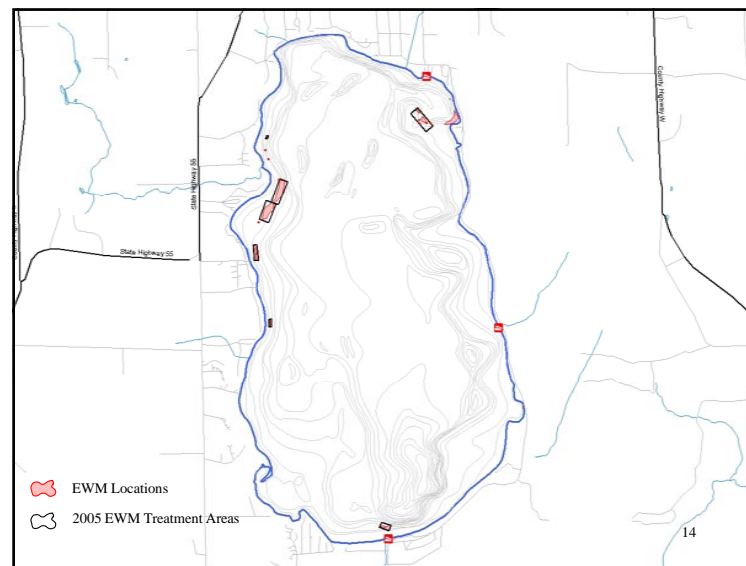 County Highway W
State Highway 55
State Highway 55
EWM Locations
2005 EWM Treatment Areas
14